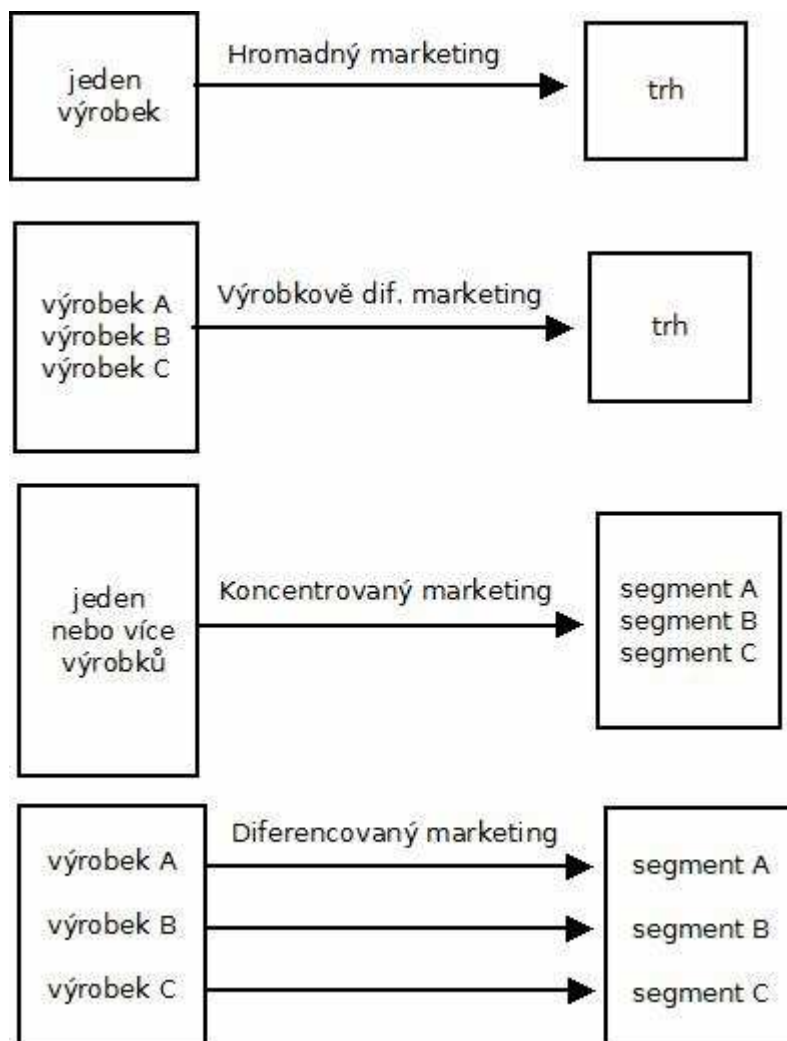 jeden
výrobek
Hromadný marketing
trh
výrobek A
výrobek B
výrobek C
Výrobkově dif. marketing
trh
jeden
nebo více
výrobků
Koncentrovaný marketing
segment A
segment B
segment C
Diferencovaný marketing
výrobek A
segment A
výrobek B
segment B
výrobek C
segment C